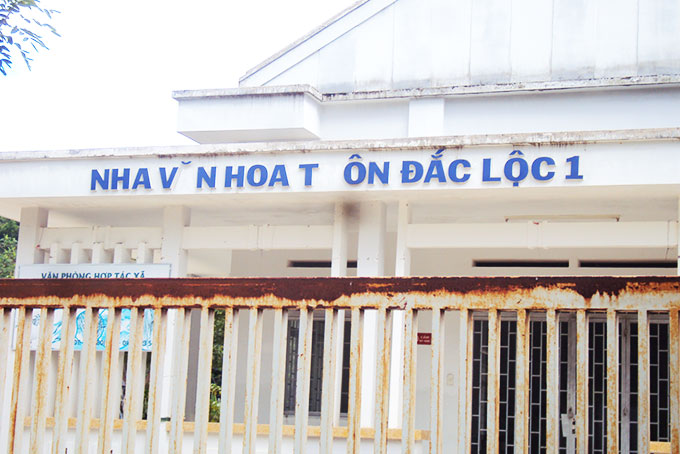 NHA V ̆N HOA T ÔN ĐẮC LỘC 1
VĂN PHÒNG HỢP TÁC XÃ